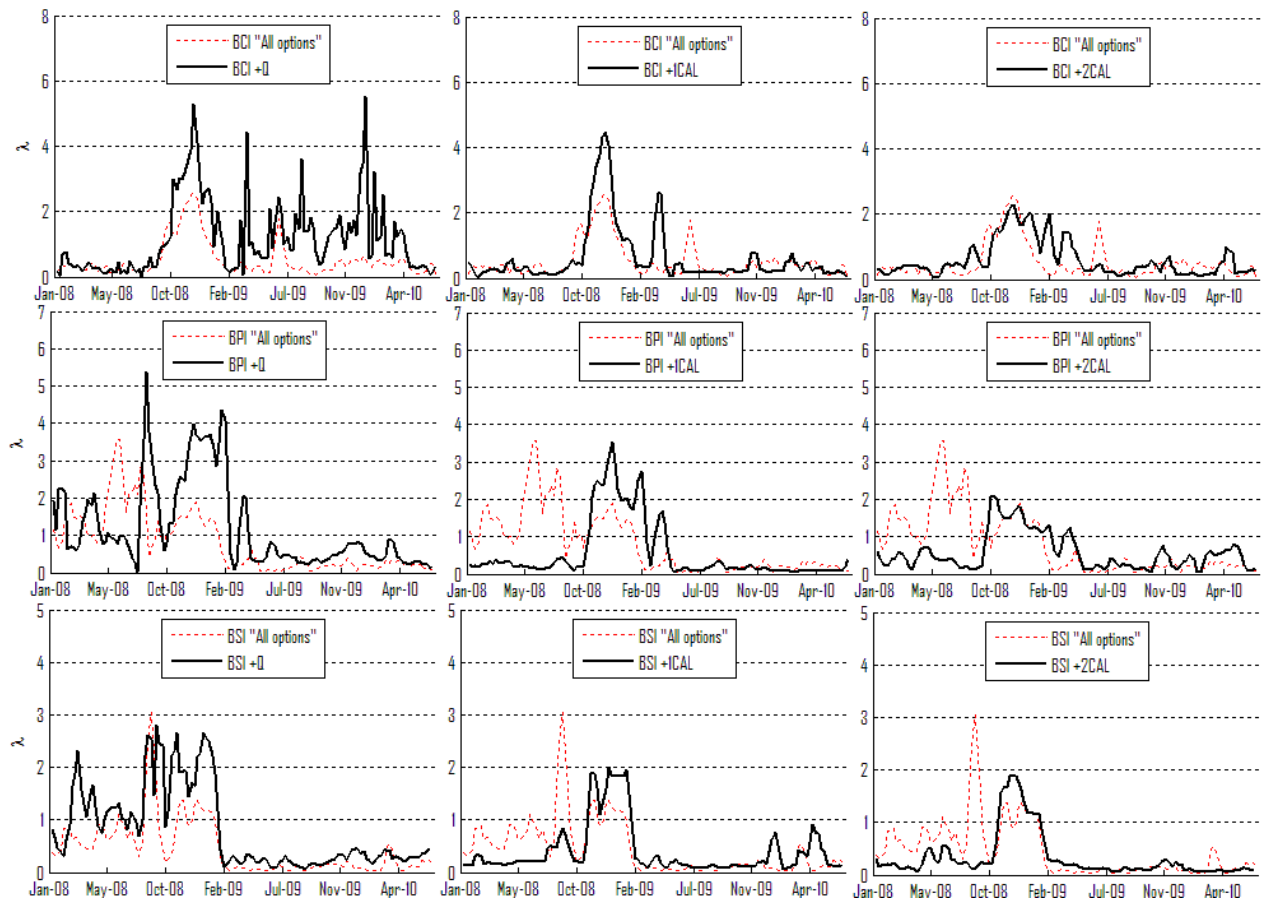 8
6
4
2
0
λ
BCI "All options"
BCI +Q
Jan-08 May-08 Oct-08 Feb-09 Jul-09 Nov-09 Apr-10
8
6
4
2
0
BCI "All options"
BCI +1CAL
Jan-08 May-08 Oct-08 Feb-09 Jul-09 Nov-09 Apr-10
8
6
4
2
0
BCI "All options"
BCI +2CAL
Jan-08 May-08 Oct-08 Feb-09 Jul-09 Nov-09 Apr-10
7
6
5
4
3
2
1
0
λ
BPI "All options"
BPI +Q
Jan-08 May-08 Oct-08 Feb-09 Jul-09 Nov-09 Apr-10
7
6
5
4
3
2
1
0
BPI "All options"
BPI +1CAL
Jan-08 May-08 Oct-08 Feb-09 Jul-09 Nov-09 Apr-10
7
6
5
4
3
2
1
0
BPI "All options"
BPI +2CAL
Jan-08 May-08 Oct-08 Feb-09 Jul-09 Nov-09 Apr-10
5
4
3
2
1
0
λ
BSI "All options"
BSI +Q
Jan-08 May-08 Oct-08 Feb-09 Jul-09 Nov-09 Apr-10
5
4
3
2
1
0
BSI "All options"
BSI +1CAL
Jan-08 May-08 Oct-08 Feb-09 Jul-09 Nov-09 Apr-10
5
4
3
2
1
0
BSI "All options"
BSI +2CAL
Jan-08 May-08 Oct-08 Feb-09 Jul-09 Nov-09 Apr-10